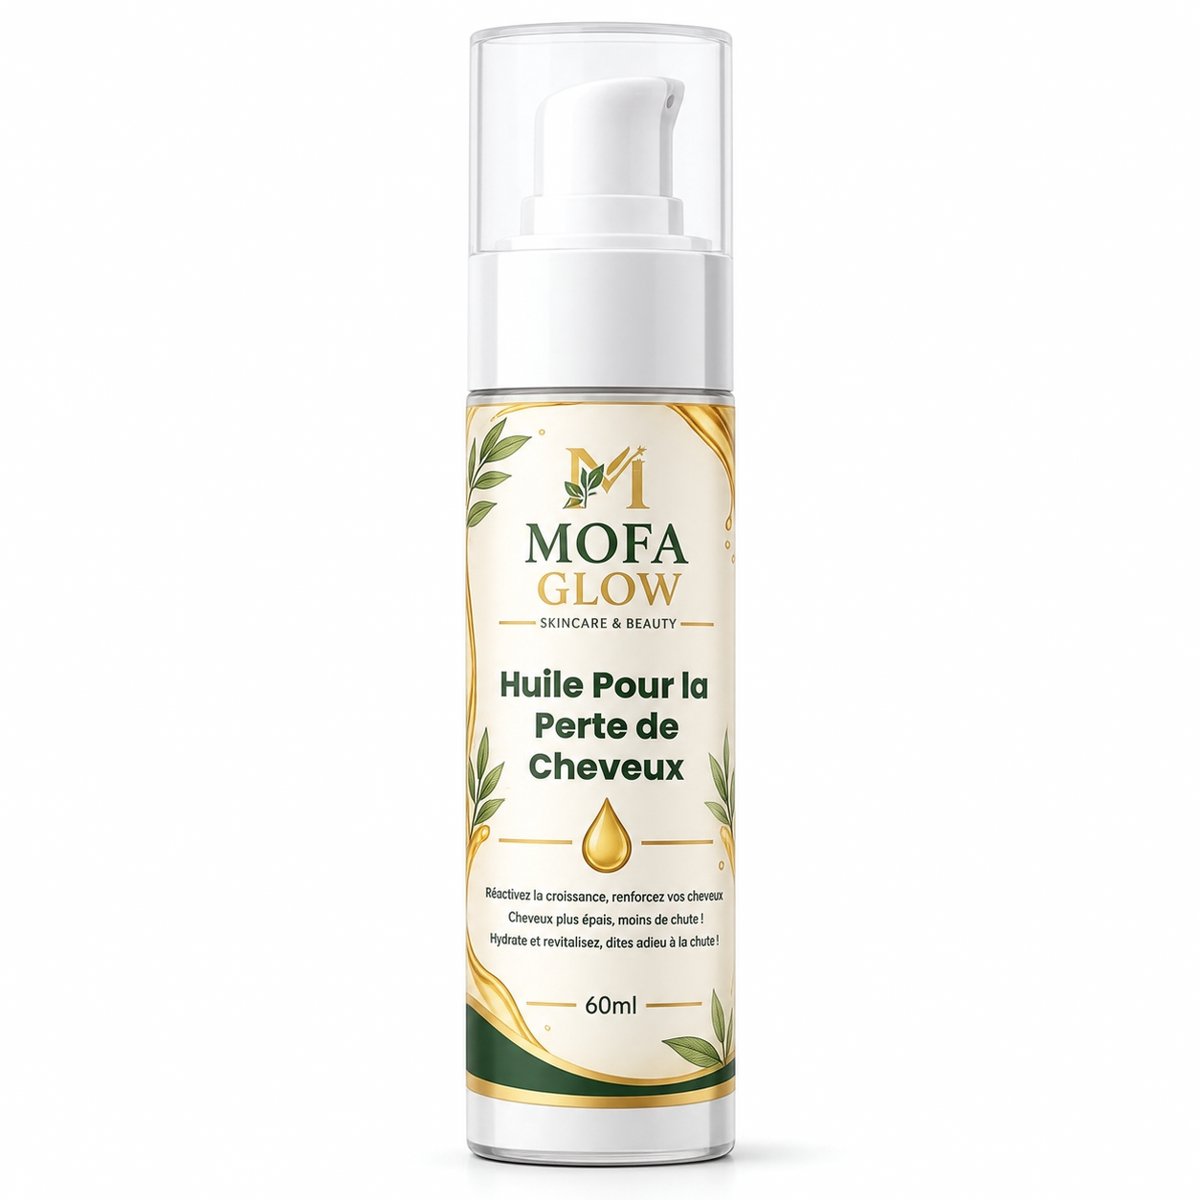 M
MOFA
GLOW
SKINCARE & BEAUTY
Huile Pour la
Perte de
Cheveux
Réactivez la croissance, renforcez vos cheveux
Cheveux plus épais, moins de chute !
Hydrate et revitalisez, dites adieu à la chute !
60ml